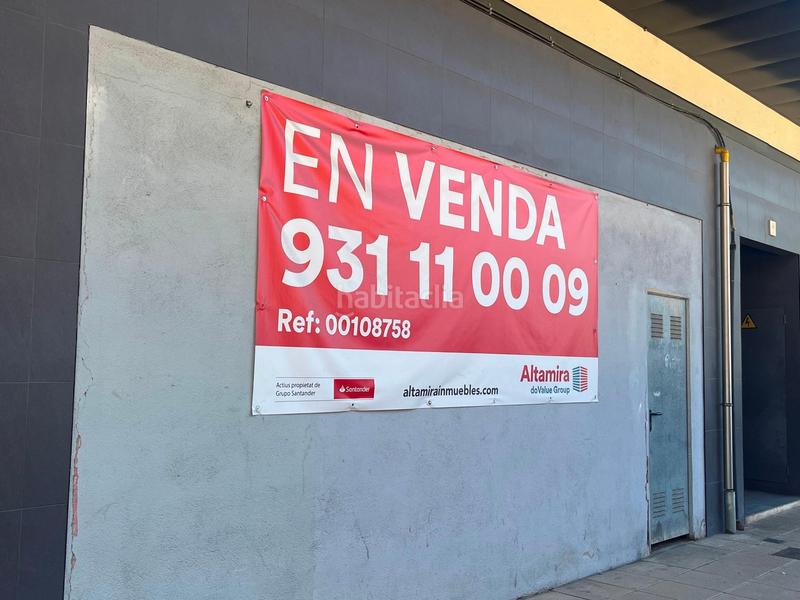 EN VENDA
931 11 00 09
habitaclia
Ref: 00108758
Actius propietat de
Grupo Santander
Santander
altamirainmuebles.com
Altamira
doValue Group